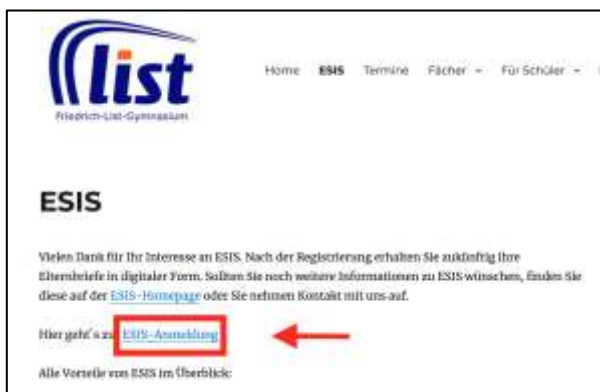 list
Friedrich-List-Gymnasium
Home ESIS Termine Fächer Für Schüler
ESIS
Vielen Dank für Ihr Interesse an ESIS. Nach der Registrierung erhalten Sie zukünftig ihre
Elternbriefe in digitaler Form. Sollten Sie noch weitere Informationen zu ESIS wünschen, finden Sie
diese auf der ESIS-Homepage oder Sie nehmen Kontakt mit uns auf.
Hier geht´s zu ESIS-Anmeldung
Alle Vorteile von ESIS im Überblick: